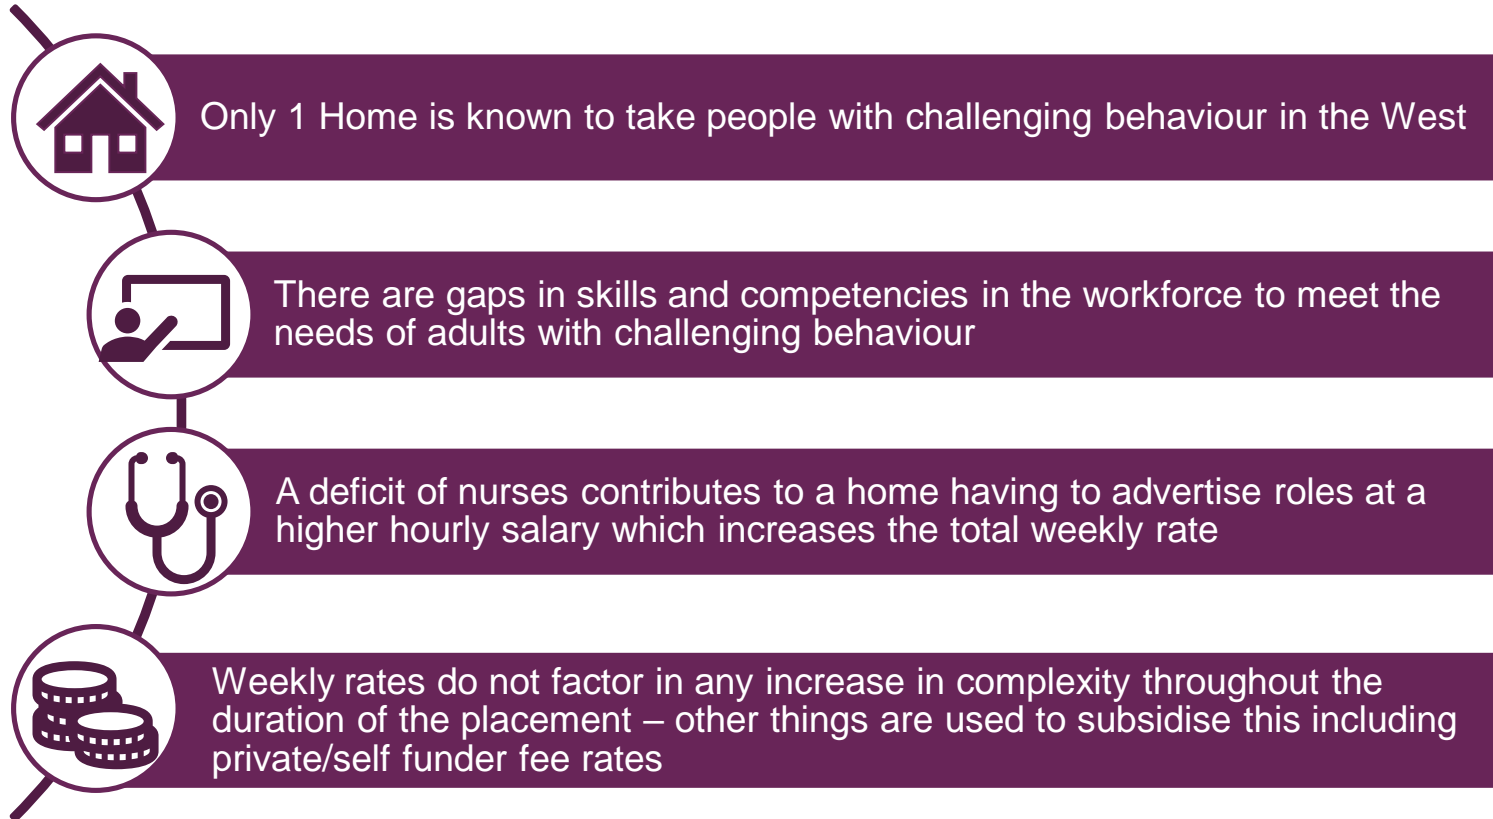 Only 1 Home is known to take people with challenging behaviour in the West
There are gaps in skills and competencies in the workforce to meet the
needs of adults with challenging behaviour
A deficit of nurses contributes to a home having to advertise roles at a
higher hourly salary which increases the total weekly rate
Weekly rates do not factor in any increase in complexity throughout the
duration of the placement – other things are used to subsidise this including
private/self funder fee rates